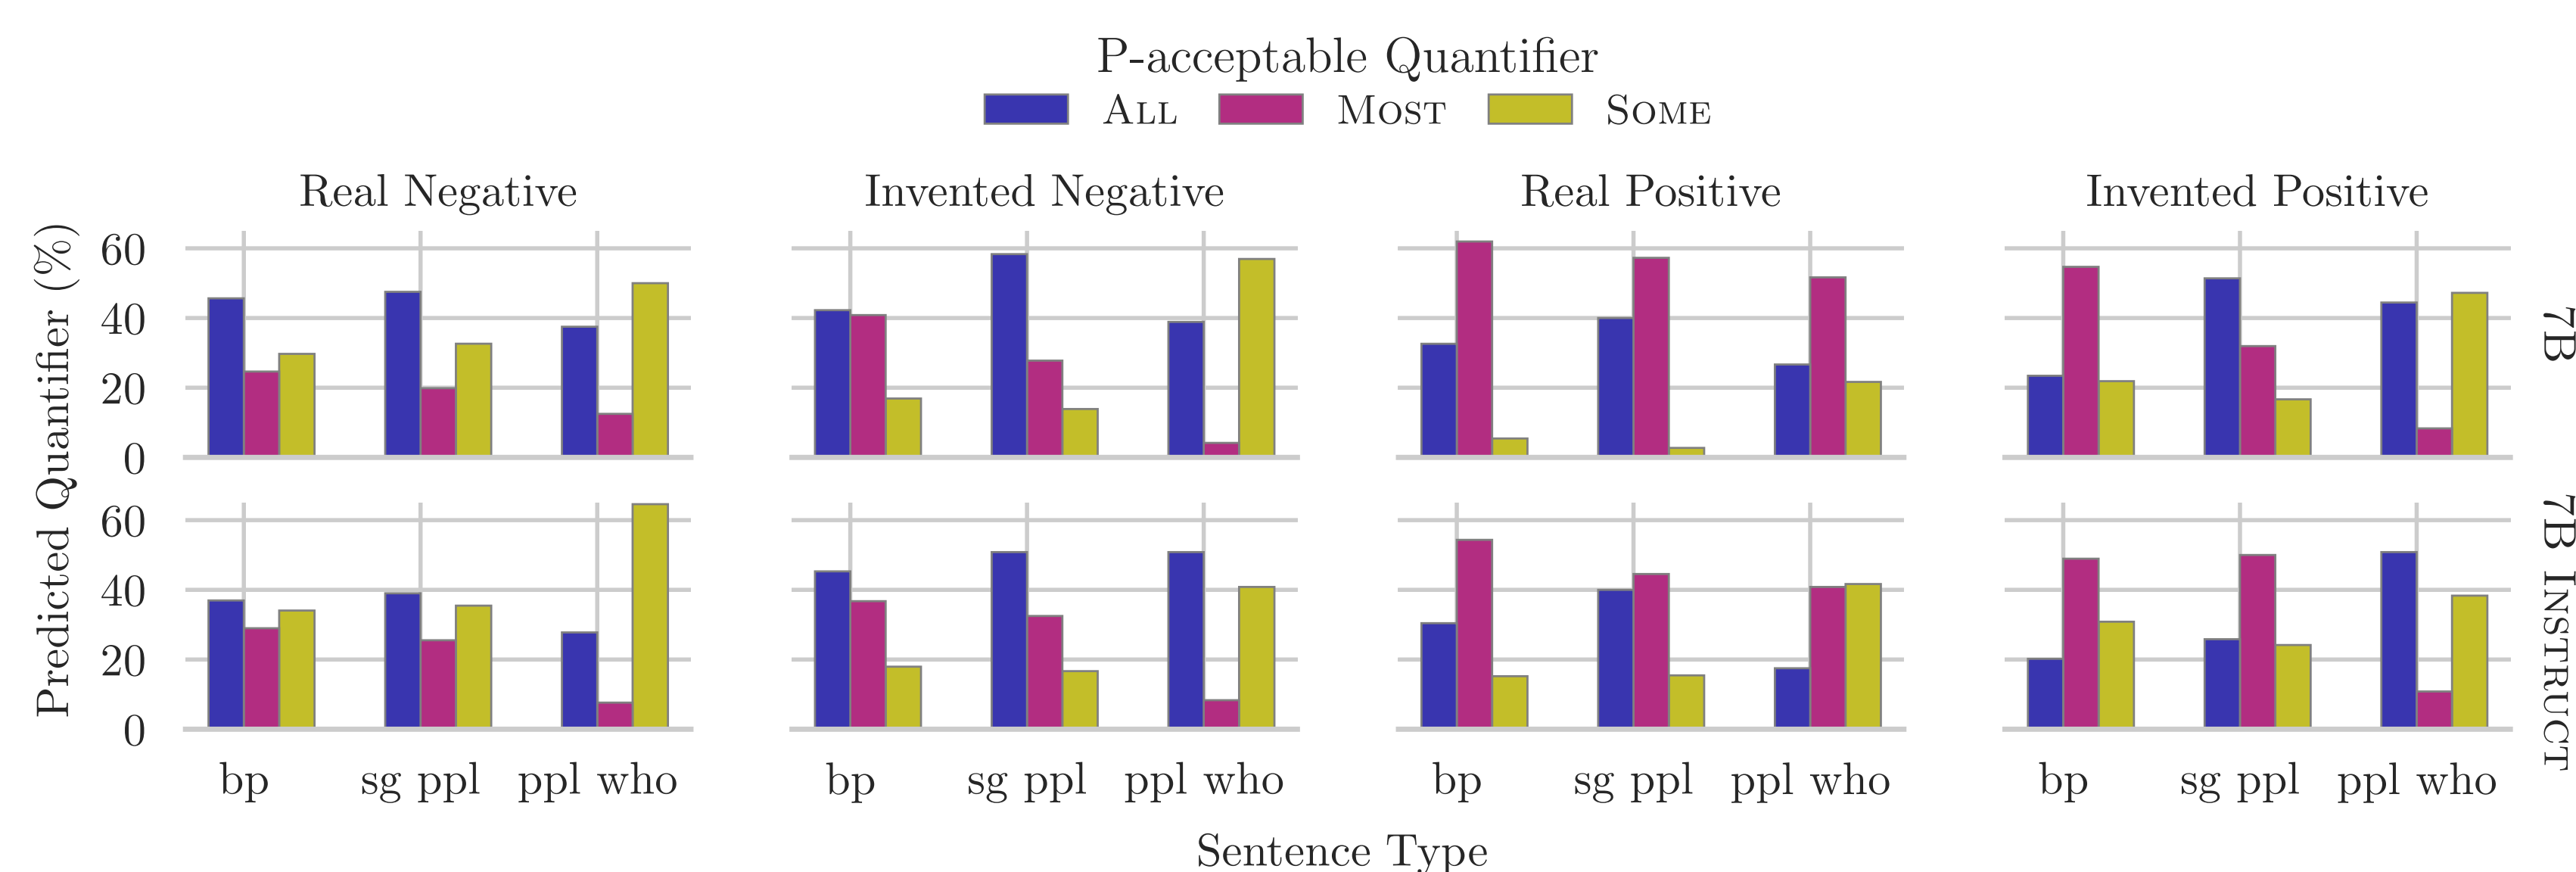 P-acceptable Quantifier
ALL MOST SOME
Real Negative Invented Negative Real Positive Invented Positive
Predicted Quantifier (%)
60
40
20
0
7B
60
40
20
0
7B INSTRUCT
bp sg ppl ppl who bp sg ppl ppl who bp sg ppl ppl who bp sg ppl ppl who
Sentence Type